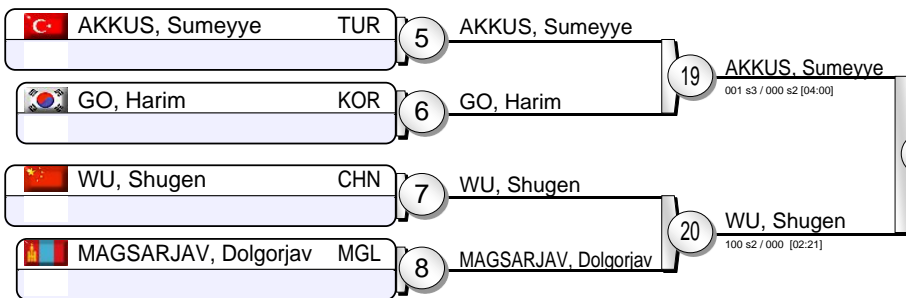 AKKUS, Sumeyye TUR
5
AKKUS, Sumeyye
19
AKKUS, Sumeyye
001 s3 / 000 s2 [04:00]
GO, Harim KOR
6
GO, Harim
WU, Shugen CHN
7
WU, Shugen
20
WU, Shugen
100 s2 / 000 [02:21]
MAGSARJAV, Dolgorjav MGL
8
MAGSARJAV, Dolgorjav